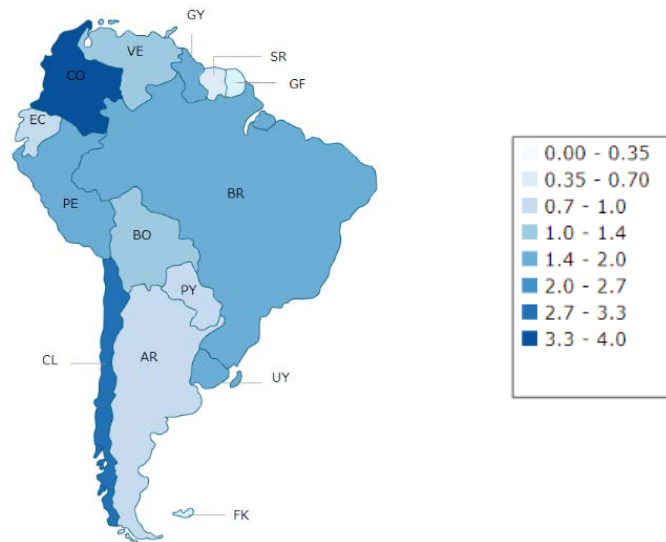 GY
VE
SR
CO
GF
EC
PE
BR
BO
PY
CL
AR
UY
FK
0.00 - 0.35
0.35 - 0.70
0.7 - 1.0
1.0 - 1.4
1.4 - 2.0
2.0 - 2.7
2.7 - 3.3
3.3 - 4.0